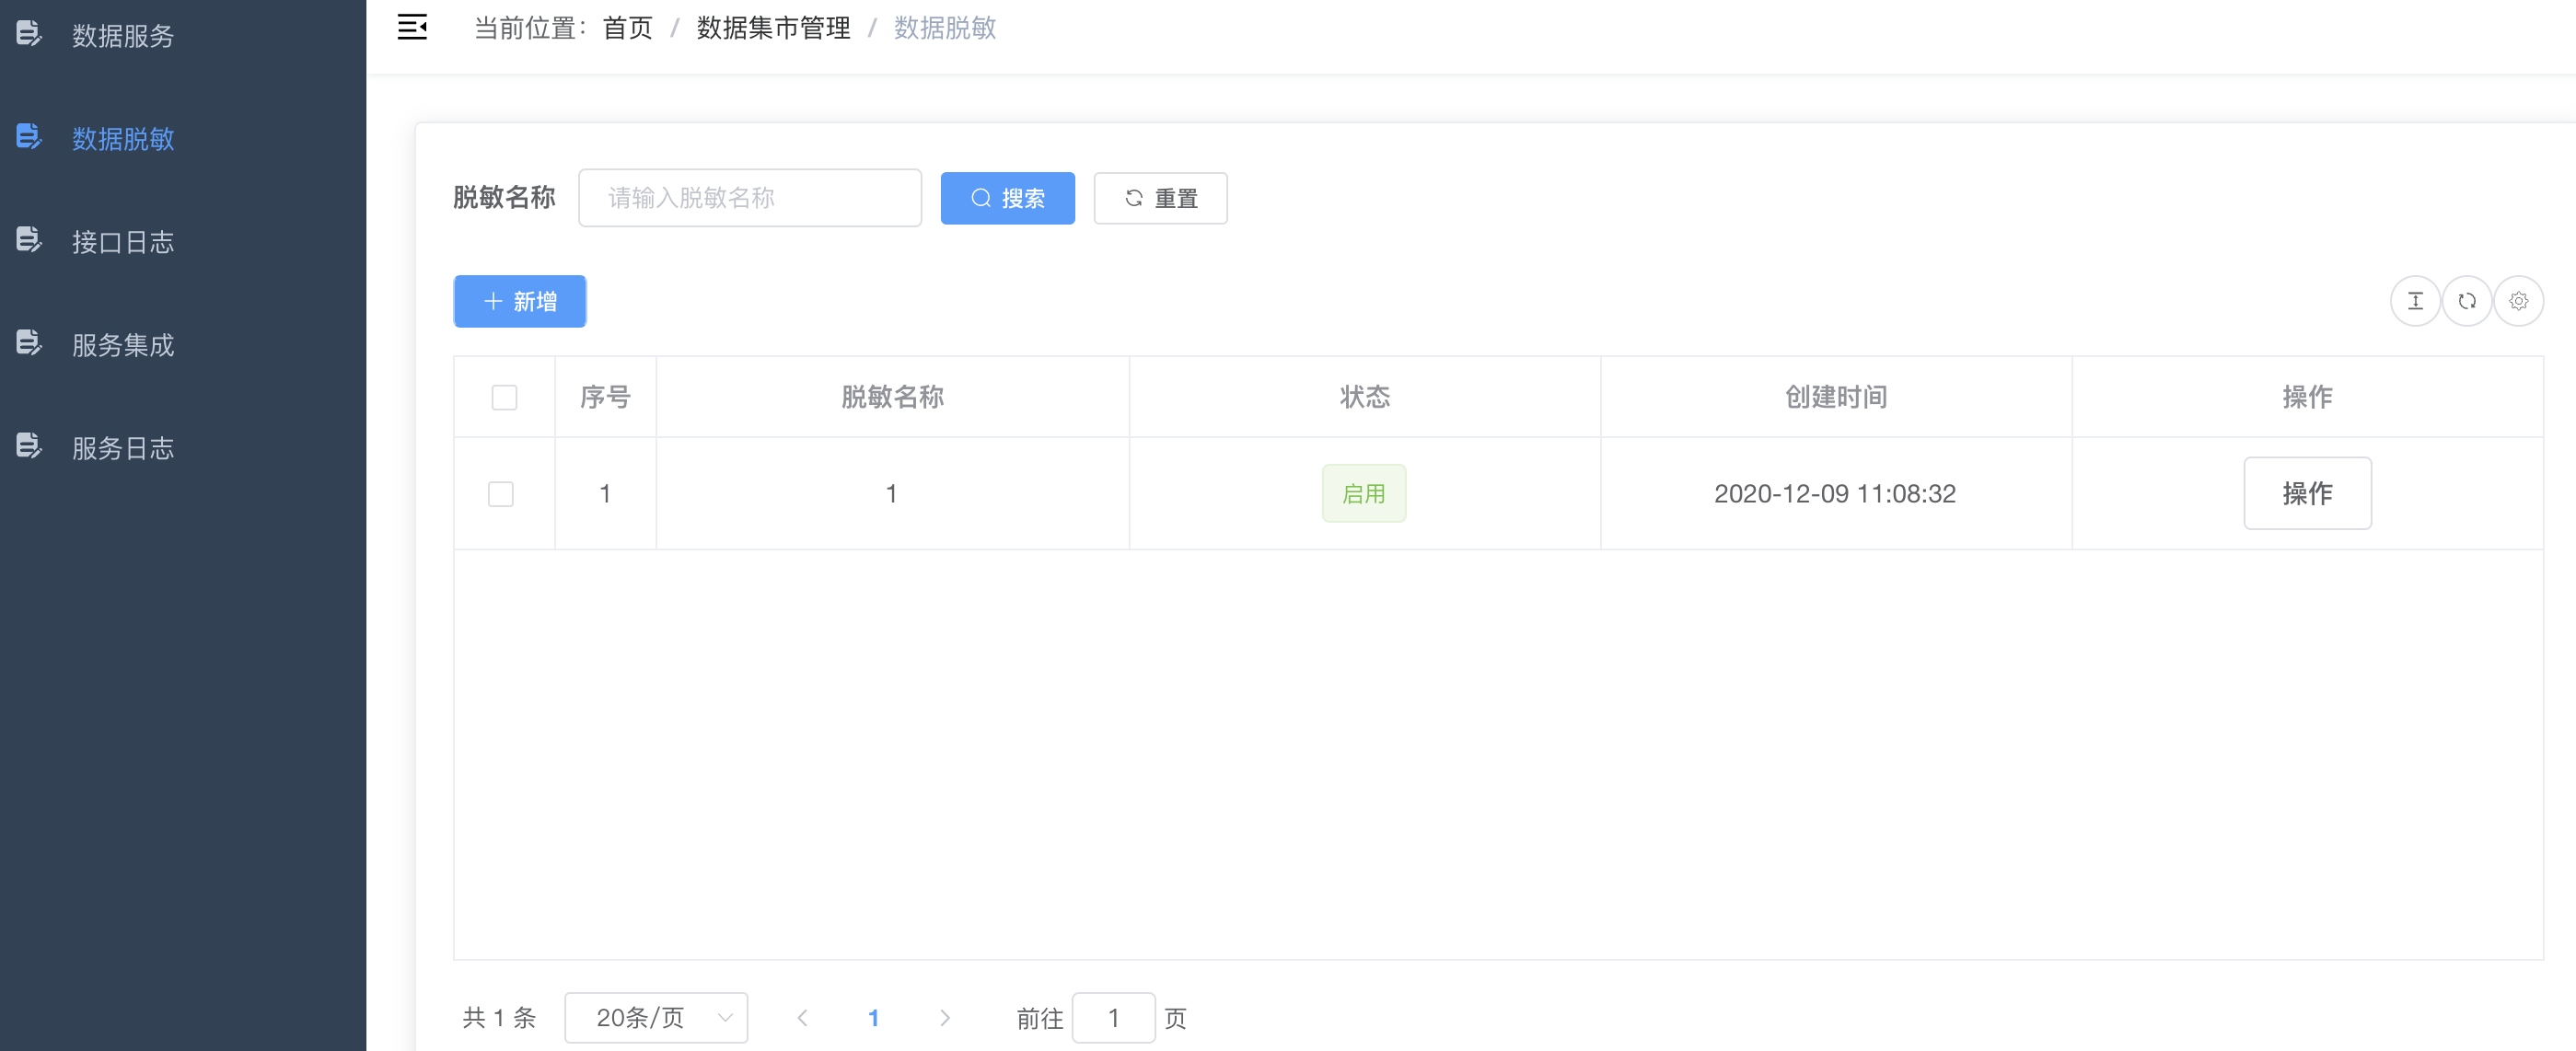 数据服务
数据脱敏
接口日志
服务集成
服务日志
当前位置： 首页 / 数据集市管理 / 数据脱敏
脱敏名称 请输入脱敏名称 搜索 重置
新增
序号 脱敏名称 状态 创建时间 操作
1 1 启用 2020-12-09 11:08:32 操作
共 1 条 20条/页 1 前往 1 页